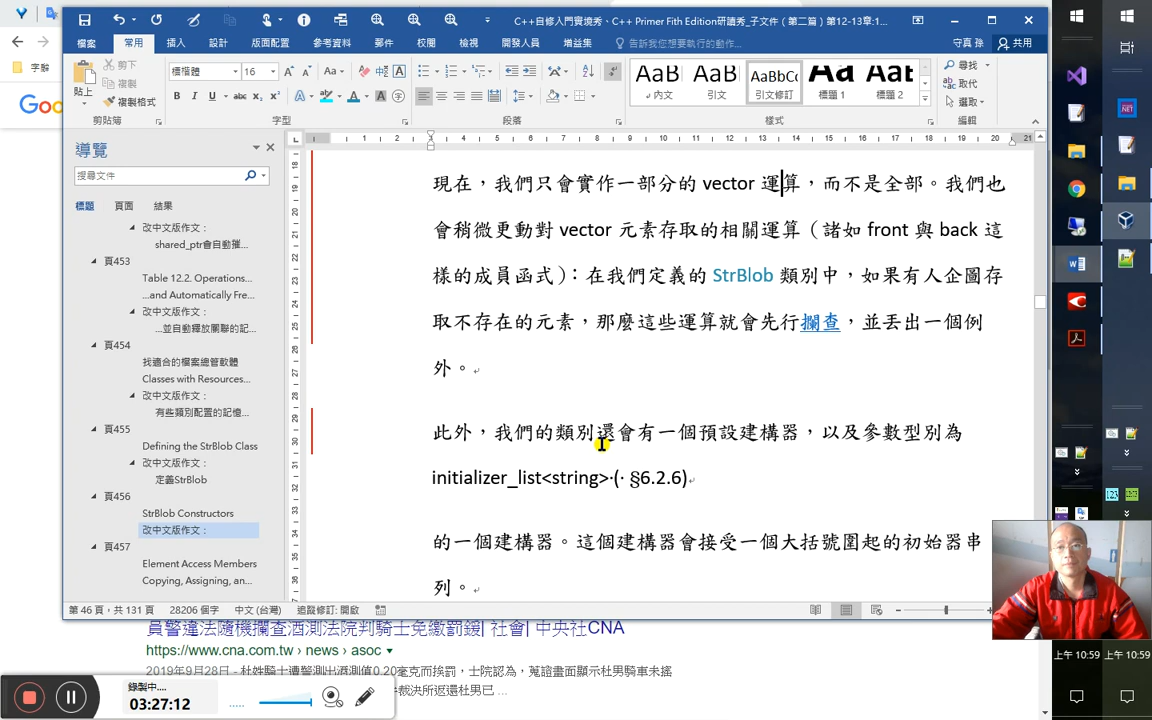 C++自修入門實境秀、C++ Primer Fith Edition研讀秀_子文件（第二篇）第12-13章:1...
檔案 常用 插入 設計 版面配置 參考資料 郵件 校閱 檢視 開發人員 增益集 告訴我您想要執行的動作... 守真 孫 共用
字齡
Goo
貼上
剪下
複製
複製格式
剪貼簿
楷體 16
字型
段落
AaB AaB AaBbCc AaB Aat
內文 引文 引文修訂 標題 1 標題 2
樣式
尋找
取代
選取
編輯
導覽
搜尋文件
標題 頁面 結果
改中文版作文：
shared_ptr會自動摧...
頁453
Table 12.2. Operations...
...and Automatically Fre...
改中文版作文：
...並自動釋放關聯的記...
頁454
找適合的檔案總管軟體
Classes with Resources...
改中文版作文：
有些類別配置的記憶...
頁455
Defining the StrBlob Class
改中文版作文：
定義StrBlob
頁456
StrBlob Constructors
改中文版作文：
頁457
Element Access Members
Copying, Assigning, an...
現在，我們只會實作一部分的 vector 運算，而不是全部。我們也
會稍微更動對 vector 元素存取的相關運算（諸如 front 與 back 這
樣的成員函式）：在我們定義的 StrBlob 類別中，如果有人企圖存
取不存在的元素，那麼這些運算就會先行攔查，並丟出一個例
外。
此外，我們的類別還會有一個預設建構器，以及參數型別為
initializer_list<string>·(· §6.2.6)
的一個建構器。這個建構器會接受一個大括號圍起的初始器串
列。
第 46 頁，共 131 頁 28206 個字 中文 (台灣) 追蹤修訂: 開啟
員警違法隨機攔查酒測法院判騎士免繳罰鍰| 社會| 中央社CNA
https://www.cna.com.tw › news › asoc
2019年9月28日 - 杜姓騎士遭警測出酒測值0.20毫克而挨罰，士院認為，蒐證畫面顯示杜男騎車未搖
裁決所返還杜男已 ...
錄製中....
03:27:12
上午 10:59 上午 10:59